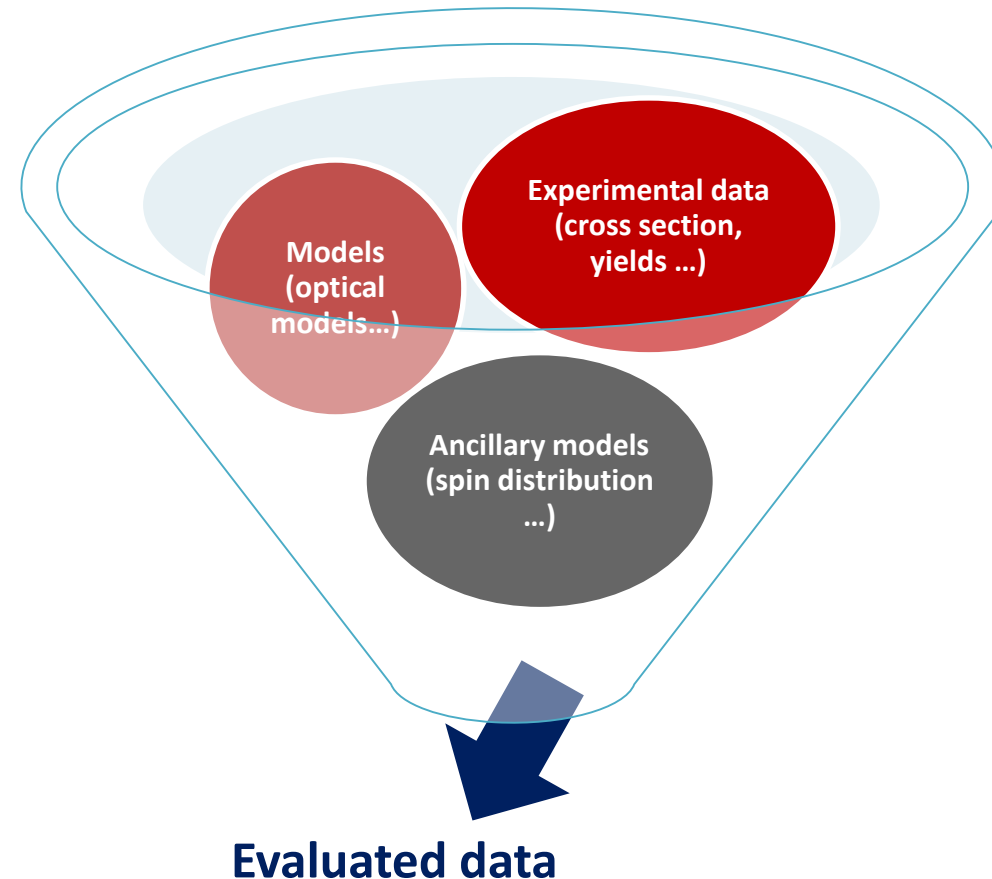 Experimental data
(cross section,
yields ...)
Models
(optical
models...)
Ancillary models
(spin distribution
...)
Evaluated data